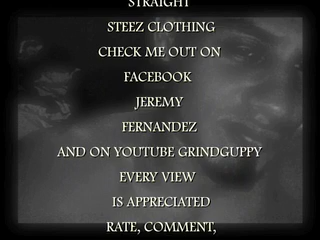 STRAIGHT
STEEZ CLOTHING
CHECK ME OUT ON
FACEBOOK
JEREMY
FERNANDEZ
AND ON YOUTUBE GRINDGUPPY
EVERY VIEW
IS APPRECIATED
RATE, COMMENT,